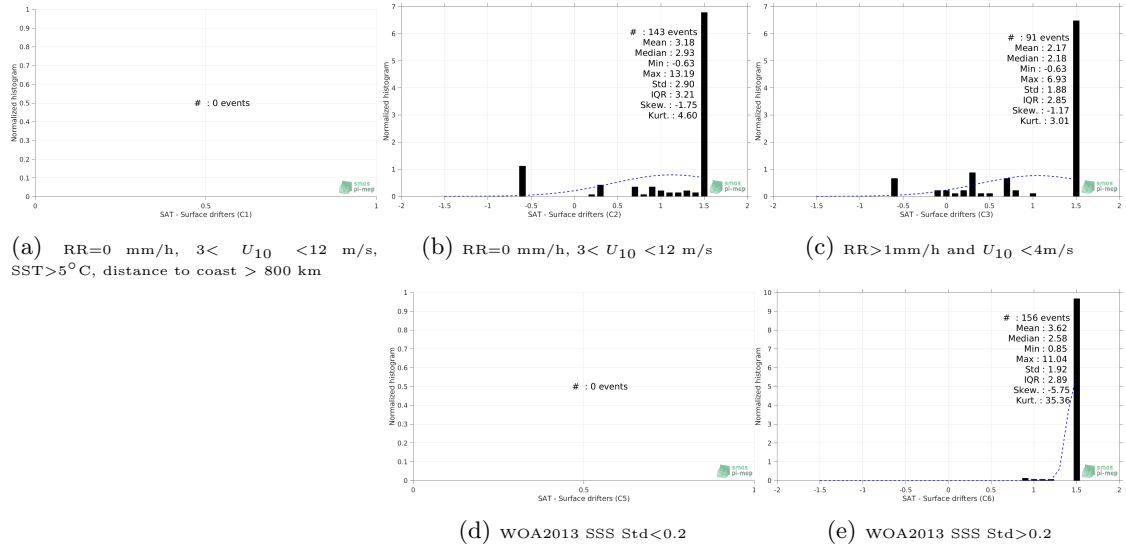 1
0.9
0.8
0.7
0.6
0.5
0.4
0.3
0.2
0.1
0
Normalized histogram
# : 0 events
0 0.5 1
SAT - Surface drifters (C1)
smos
pi-mep
(a) RR=0 mm/h, 3< U10 <12 m/s,
SST>5°C, distance to coast > 800 km
7
6
5
4
3
2
1
0
Normalized histogram
# : 143 events
Mean : 3.18
Median : 2.93
Min : -0.63
Max : 13.19
Std : 2.90
IQR : 3.21
Skew. : -1.75
Kurt. : 4.60
-2 -1.5 -1 -0.5 0 0.5 1 1.5 2
SAT - Surface drifters (C2)
smos
pi-mep
(b) RR=0 mm/h, 3< U10 <12 m/s
7
6
5
4
3
2
1
0
Normalized histogram
# : 91 events
Mean : 2.17
Median : 2.18
Min : -0.63
Max : 6.93
Std : 1.88
IQR : 2.85
Skew. : -1.17
Kurt. : 3.01
-2 -1.5 -1 -0.5 0 0.5 1 1.5 2
SAT - Surface drifters (C3)
smos
pi-mep
(c) RR>1mm/h and U10 <4m/s
1
0.9
0.8
0.7
0.6
0.5
0.4
0.3
0.2
0.1
0
Normalized histogram
# : 0 events
0 0.5 1
SAT - Surface drifters (C5)
smos
pi-mep
(d) WOA2013 SSS Std<0.2
10
9
8
7
6
5
4
3
2
1
0
Normalized histogram
# : 156 events
Mean : 3.62
Median : 2.58
Min : 0.85
Max : 11.04
Std : 1.92
IQR : 2.89
Skew. : -5.75
Kurt. : 35.36
-2 -1.5 -1 -0.5 0 0.5 1 1.5 2
SAT - Surface drifters (C6)
smos
pi-mep
(e) WOA2013 SSS Std>0.2